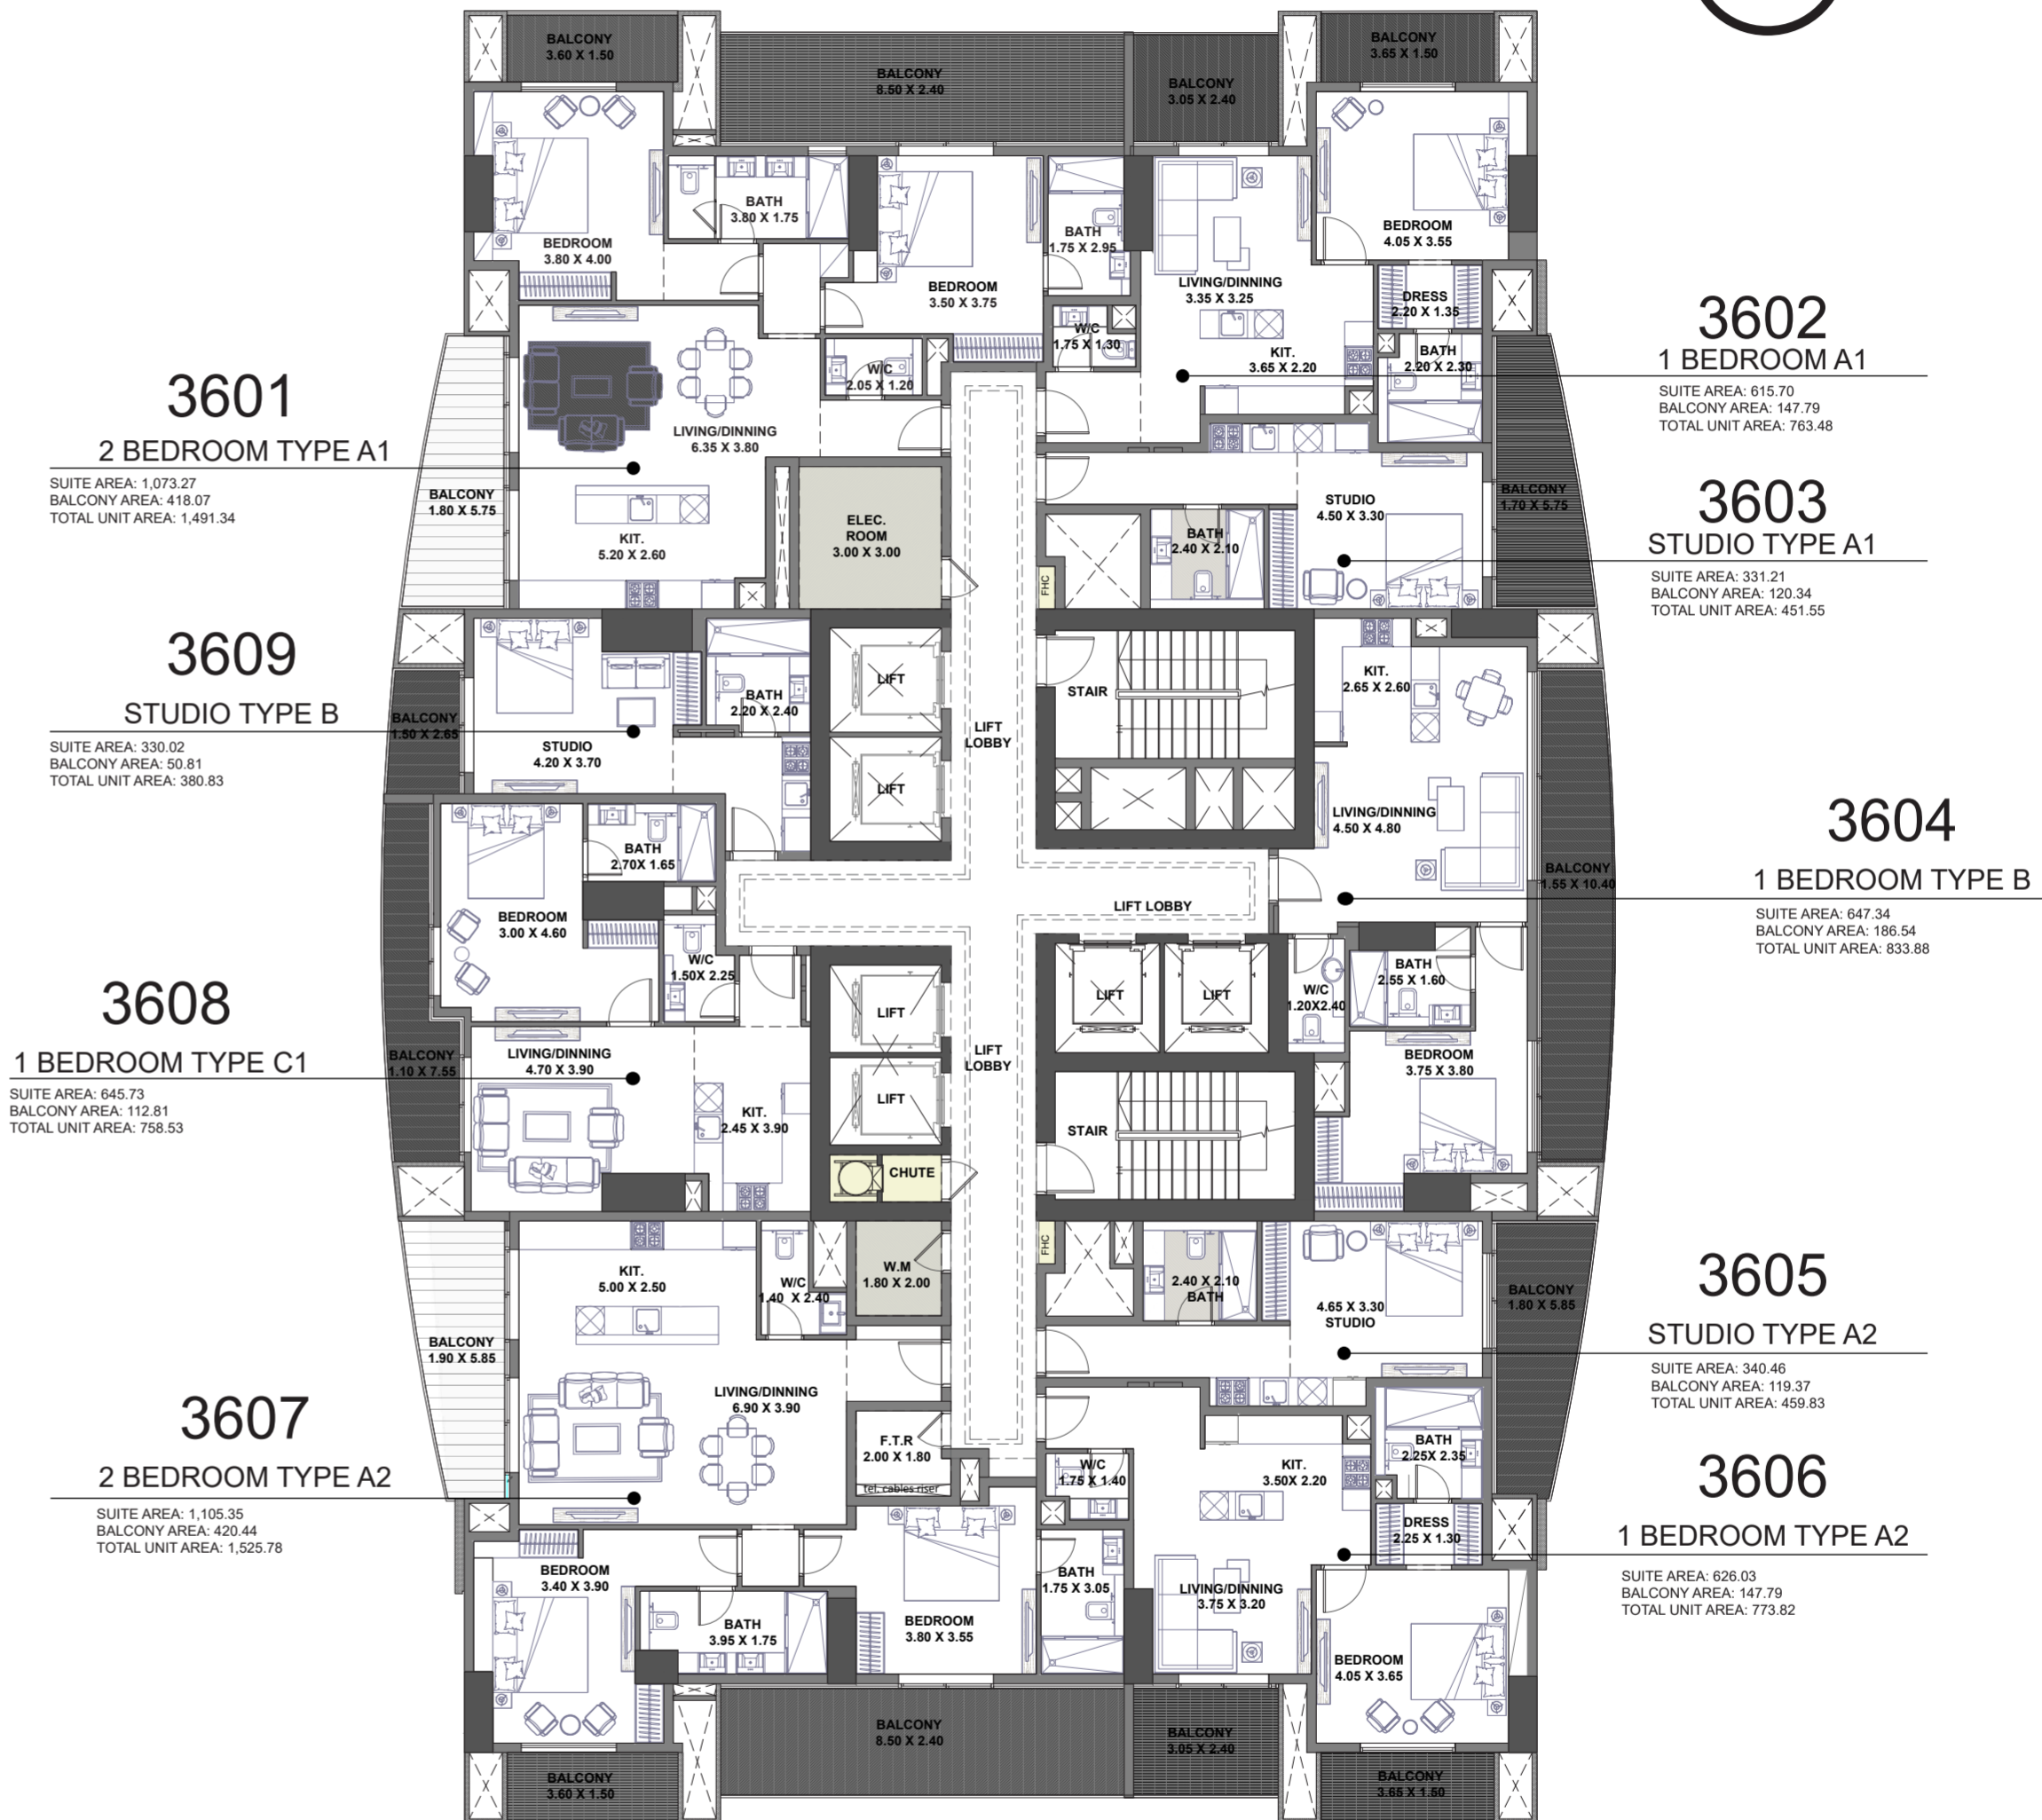 BALCONY
3.60 X 1.50
BALCONY
8.50 X 2.40
BALCONY
3.05 X 2.40
BALCONY
3.65 X 1.50
BEDROOM
3.80 X 4.00
BATH
3.80 X 1.75
BEDROOM
3.50 X 3.75
BATH
1.75 X 2.95
LIVING/DINNING
3.35 X 3.25
BEDROOM
4.05 X 3.55
DRESS
2.20 X 1.35
W/C
1.75 X 1.30
KIT.
3.65 X 2.20
BATH
2.20 X 2.30
W/C
2.05 X 1.20
3601
2 BEDROOM TYPE A1
SUITE AREA: 1,073.27
BALCONY AREA: 418.07
TOTAL UNIT AREA: 1,491.34
LIVING/DINNING
6.35 X 3.80
BALCONY
1.80 X 5.75
KIT.
5.20 X 2.60
ELEC.
ROOM
3.00 X 3.00
3602
1 BEDROOM A1
SUITE AREA: 615.70
BALCONY AREA: 147.79
TOTAL UNIT AREA: 763.48
STUDIO
4.50 X 3.30
BALCONY
1.70 X 5.75
BATH
2.40 X 2.10
FHC
3603
STUDIO TYPE A1
SUITE AREA: 331.21
BALCONY AREA: 120.34
TOTAL UNIT AREA: 451.55
3609
STUDIO TYPE B
SUITE AREA: 330.02
BALCONY AREA: 50.81
TOTAL UNIT AREA: 380.83
BALCONY
1.50 X 2.65
STUDIO
4.20 X 3.70
BATH
2.20 X 2.40
LIFT
LIFT
LIFT
LOBBY
STAIR
KIT.
2.65 X 2.60
LIVING/DINNING
4.50 X 4.80
BALCONY
1.55 X 10.40
3604
1 BEDROOM TYPE B
SUITE AREA: 647.34
BALCONY AREA: 186.54
TOTAL UNIT AREA: 833.88
BATH
2.70X 1.65
BEDROOM
3.00 X 4.60
W/C
1.50X 2.25
LIFT LOBBY
LIFT
LIFT
W/C
1.20X2.40
BATH
2.55 X 1.60
BEDROOM
3.75 X 3.80
3608
1 BEDROOM TYPE C1
SUITE AREA: 645.73
BALCONY AREA: 112.81
TOTAL UNIT AREA: 758.53
BALCONY
1.10 X 7.55
LIVING/DINNING
4.70 X 3.90
KIT.
2.45 X 3.90
LIFT
LIFT
LIFT
LOBBY
STAIR
CHUTE
KIT.
5.00 X 2.50
W/C
1.40 X 2.40
W.M
1.80 X 2.00
FHC
2.40 X 2.10
BATH
4.65 X 3.30
STUDIO
BALCONY
1.80 X 5.85
3605
STUDIO TYPE A2
SUITE AREA: 340.46
BALCONY AREA: 119.37
TOTAL UNIT AREA: 459.83
BALCONY
1.90 X 5.85
LIVING/DINNING
6.90 X 3.90
F.T.R
2.00 X 1.80
tel. cables riser
3607
2 BEDROOM TYPE A2
SUITE AREA: 1,105.35
BALCONY AREA: 420.44
TOTAL UNIT AREA: 1,525.78
W/C
1.75 X 1.40
KIT.
3.50X 2.20
BATH
2.25X 2.35
DRESS
2.25 X 1.30
3606
1 BEDROOM TYPE A2
SUITE AREA: 626.03
BALCONY AREA: 147.79
TOTAL UNIT AREA: 773.82
BEDROOM
3.40 X 3.90
BATH
3.95 X 1.75
BEDROOM
3.80 X 3.55
BATH
1.75 X 3.05
LIVING/DINNING
3.75 X 3.20
BEDROOM
4.05 X 3.65
BALCONY
3.60 X 1.50
BALCONY
8.50 X 2.40
BALCONY
3.05 X 2.40
BALCONY
3.65 X 1.50